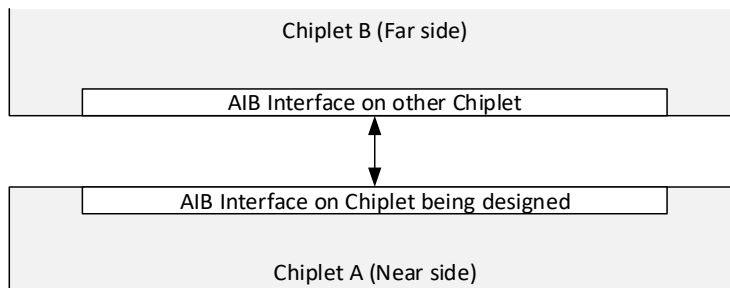 Chiplet B (Far side)
AIB Interface on other Chiplet
AIB Interface on Chiplet being designed
Chiplet A (Near side)